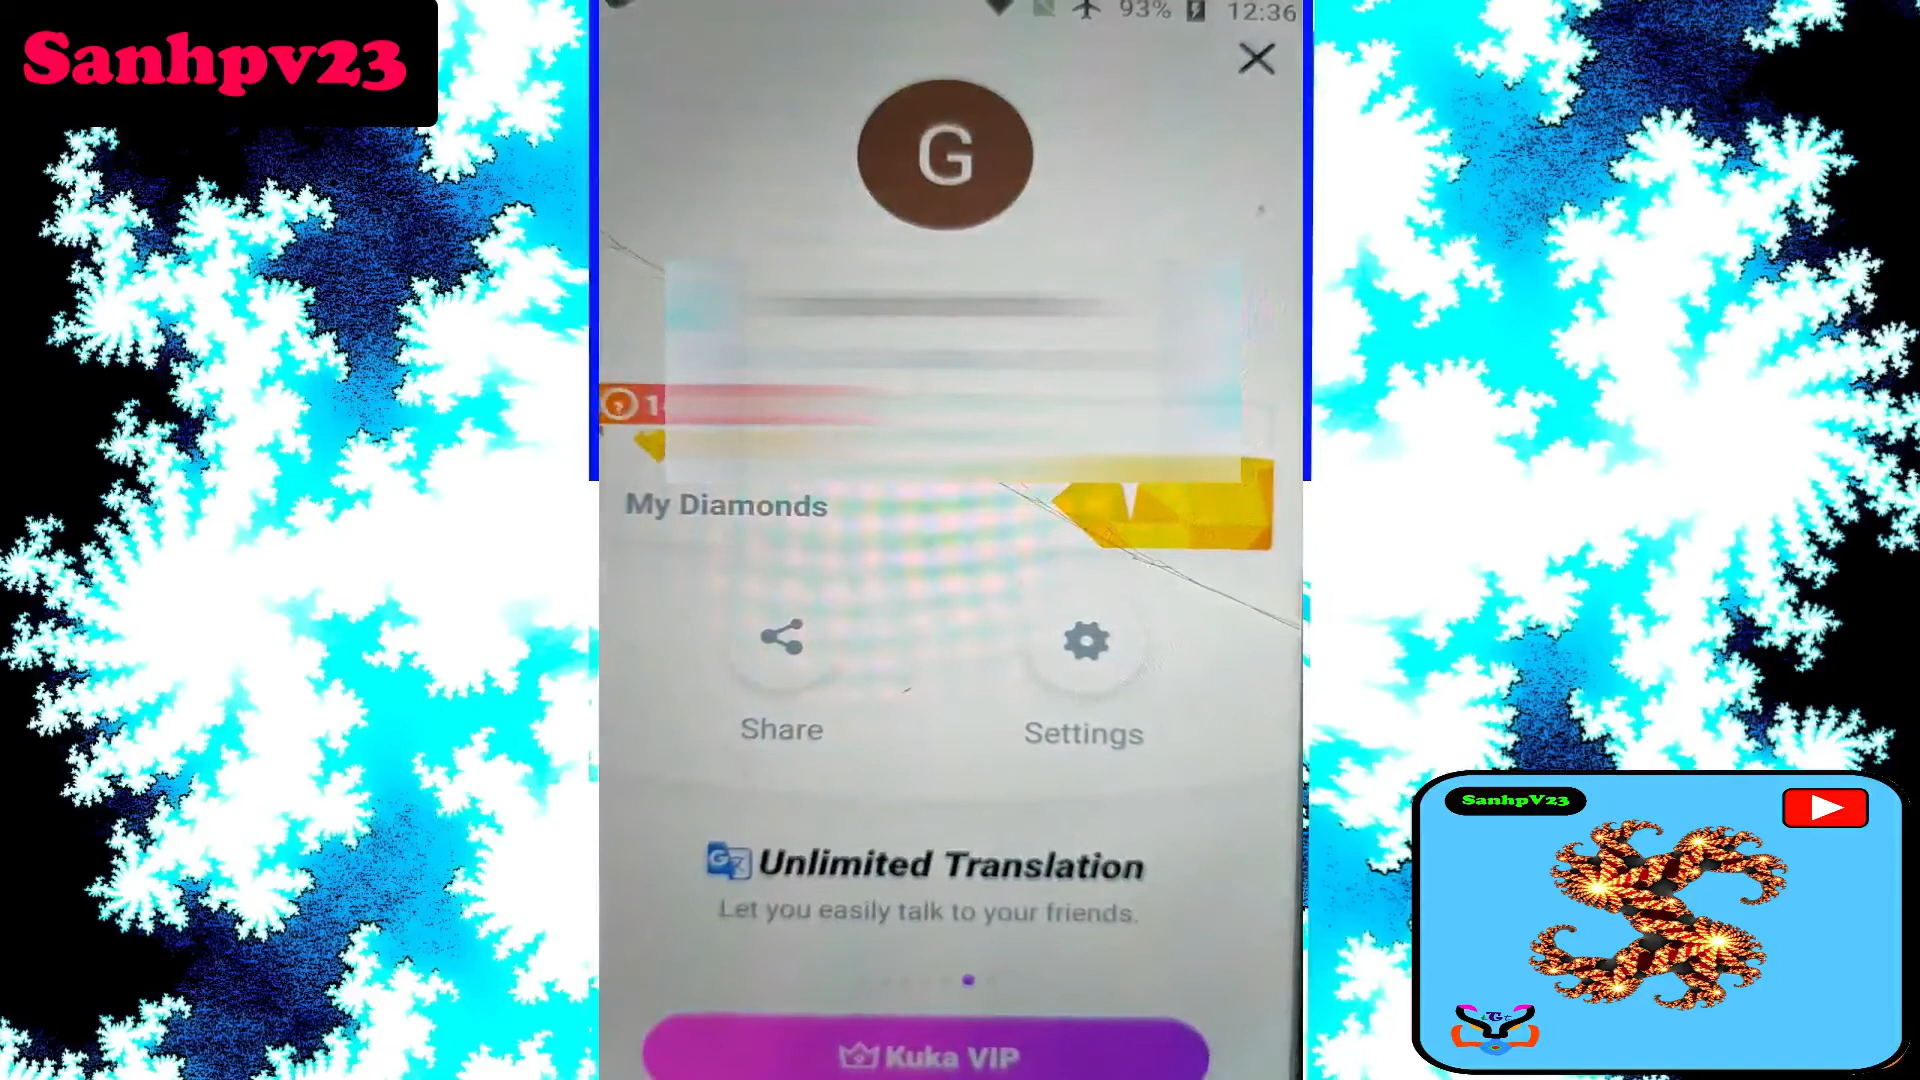 Sanhpv23
93% 12:36
G
1
My Diamonds
Share
Settings
Unlimited Translation
Let you easily talk to your friends.
Kuka VIP
SanhpV23